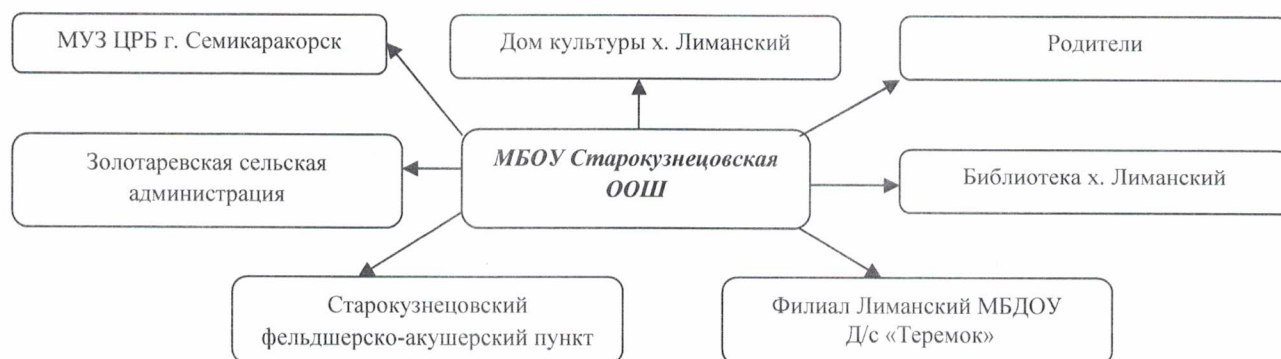 МУЗ ЦРБ г. Семикаракорск
Дом культуры х. Лиманский
Родители
Золотаревская сельская
администрация
МБОУ Старокузнецовская
ООШ
Библиотека х. Лиманский
Старокузнецовский
фельдшерско-акушерский пункт
Филиал Лиманский МБДОУ
Д/с «Теремок»